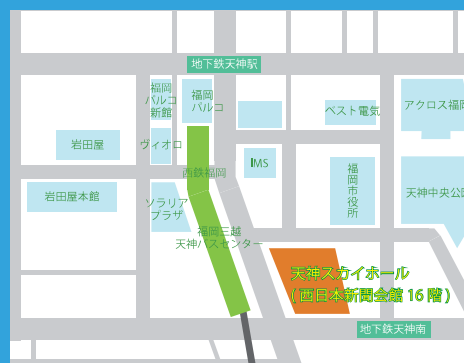 地下鉄天神駅
福岡
パルコ
新館
福岡
パルコ
ベスト電気
アクロス福岡
岩田屋
ヴィオロ
IMS
西鉄福岡
福岡市役所
岩田屋本館
ソラリア
プラザ
天神中央公園
福岡三越
天神バスセンター
天神スカイホール
(西日本新聞会館 16 階)
地下鉄天神南